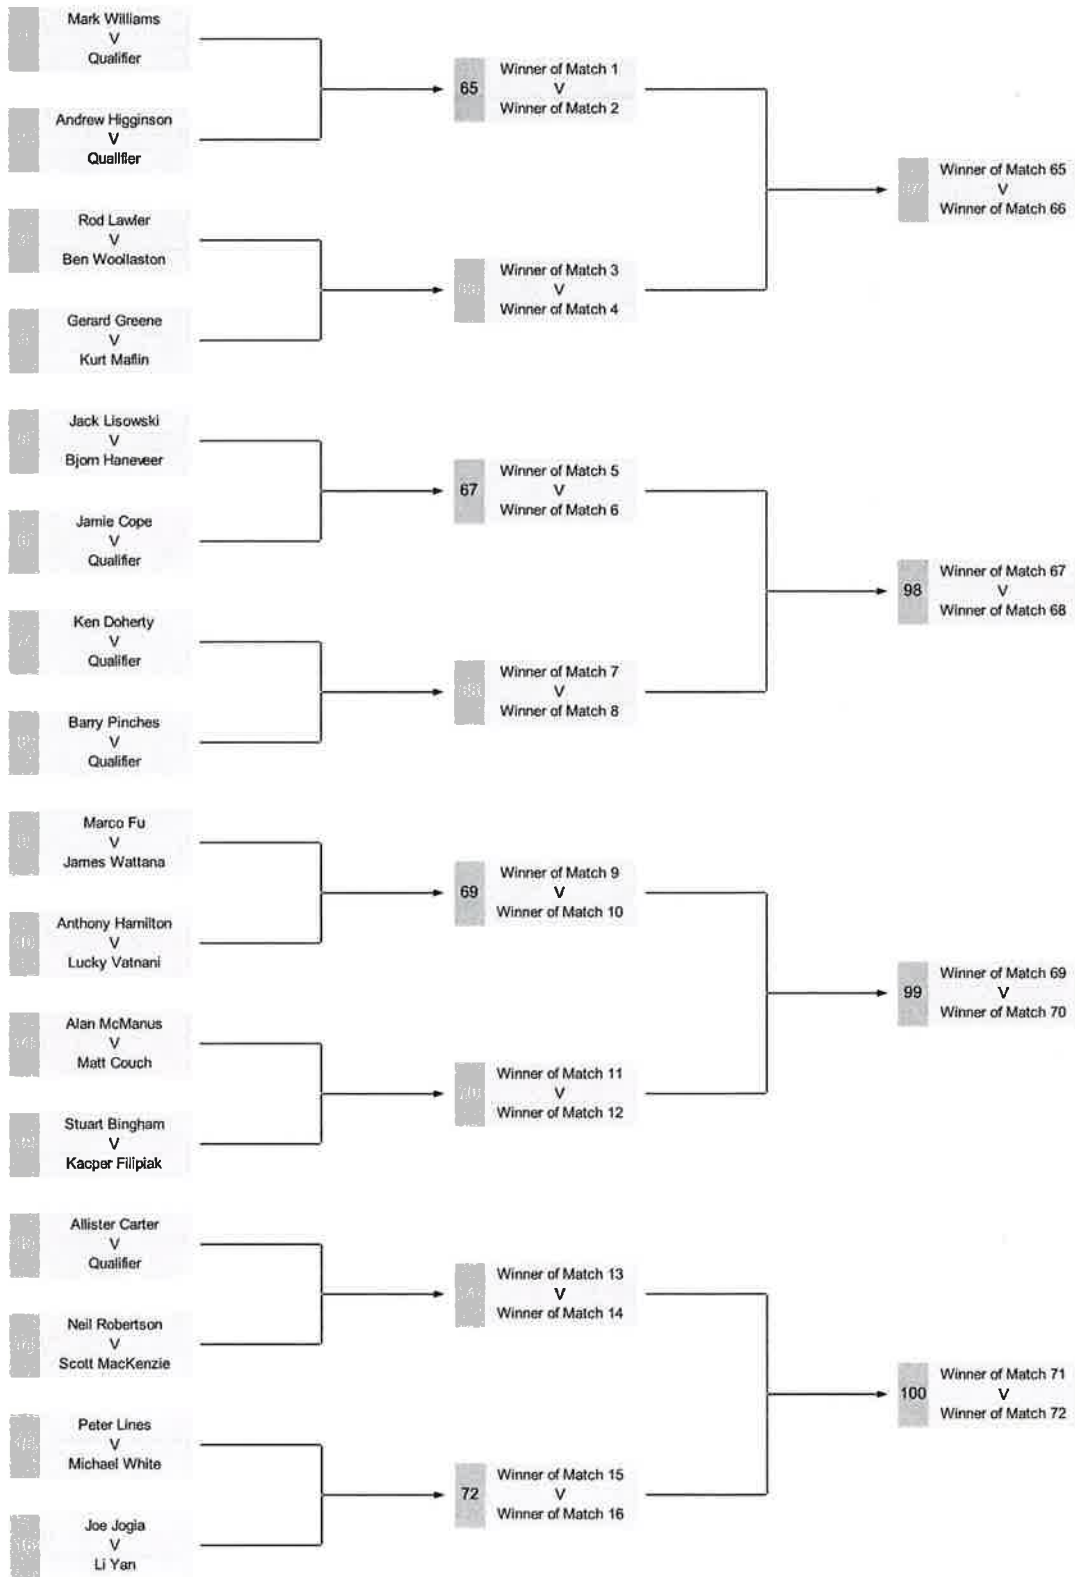 Mark Williams
V
Qualifier
Andrew Higginson
V
Qualifier
Rod Lawler
V
Ben Woollaston
Gerard Greene
V
Kurt Maflin
Jack Lisowski
V
Bjorn Haneveer
Jamie Cope
V
Qualifier
Ken Doherty
V
Qualifier
Barry Pinches
V
Qualifier
Marco Fu
V
James Wattana
10
Anthony Hamilton
V
Lucky Vatnani
Alan McManus
V
Matt Couch
Stuart Bingham
V
Kacper Filipiak
Allister Carter
V
Qualifier
Neil Robertson
V
Scott MacKenzie
Peter Lines
V
Michael White
Joe Jogia
V
Li Yan
65
Winner of Match 1
V
Winner of Match 2
Winner of Match 3
V
Winner of Match 4
67
Winner of Match 5
V
Winner of Match 6
Winner of Match 7
V
Winner of Match 8
69
Winner of Match 9
V
Winner of Match 10
70
Winner of Match 11
V
Winner of Match 12
Winner of Match 13
V
Winner of Match 14
72
Winner of Match 15
V
Winner of Match 16
Winner of Match 65
V
Winner of Match 66
98
Winner of Match 67
V
Winner of Match 68
99
Winner of Match 69
V
Winner of Match 70
100
Winner of Match 71
V
Winner of Match 72